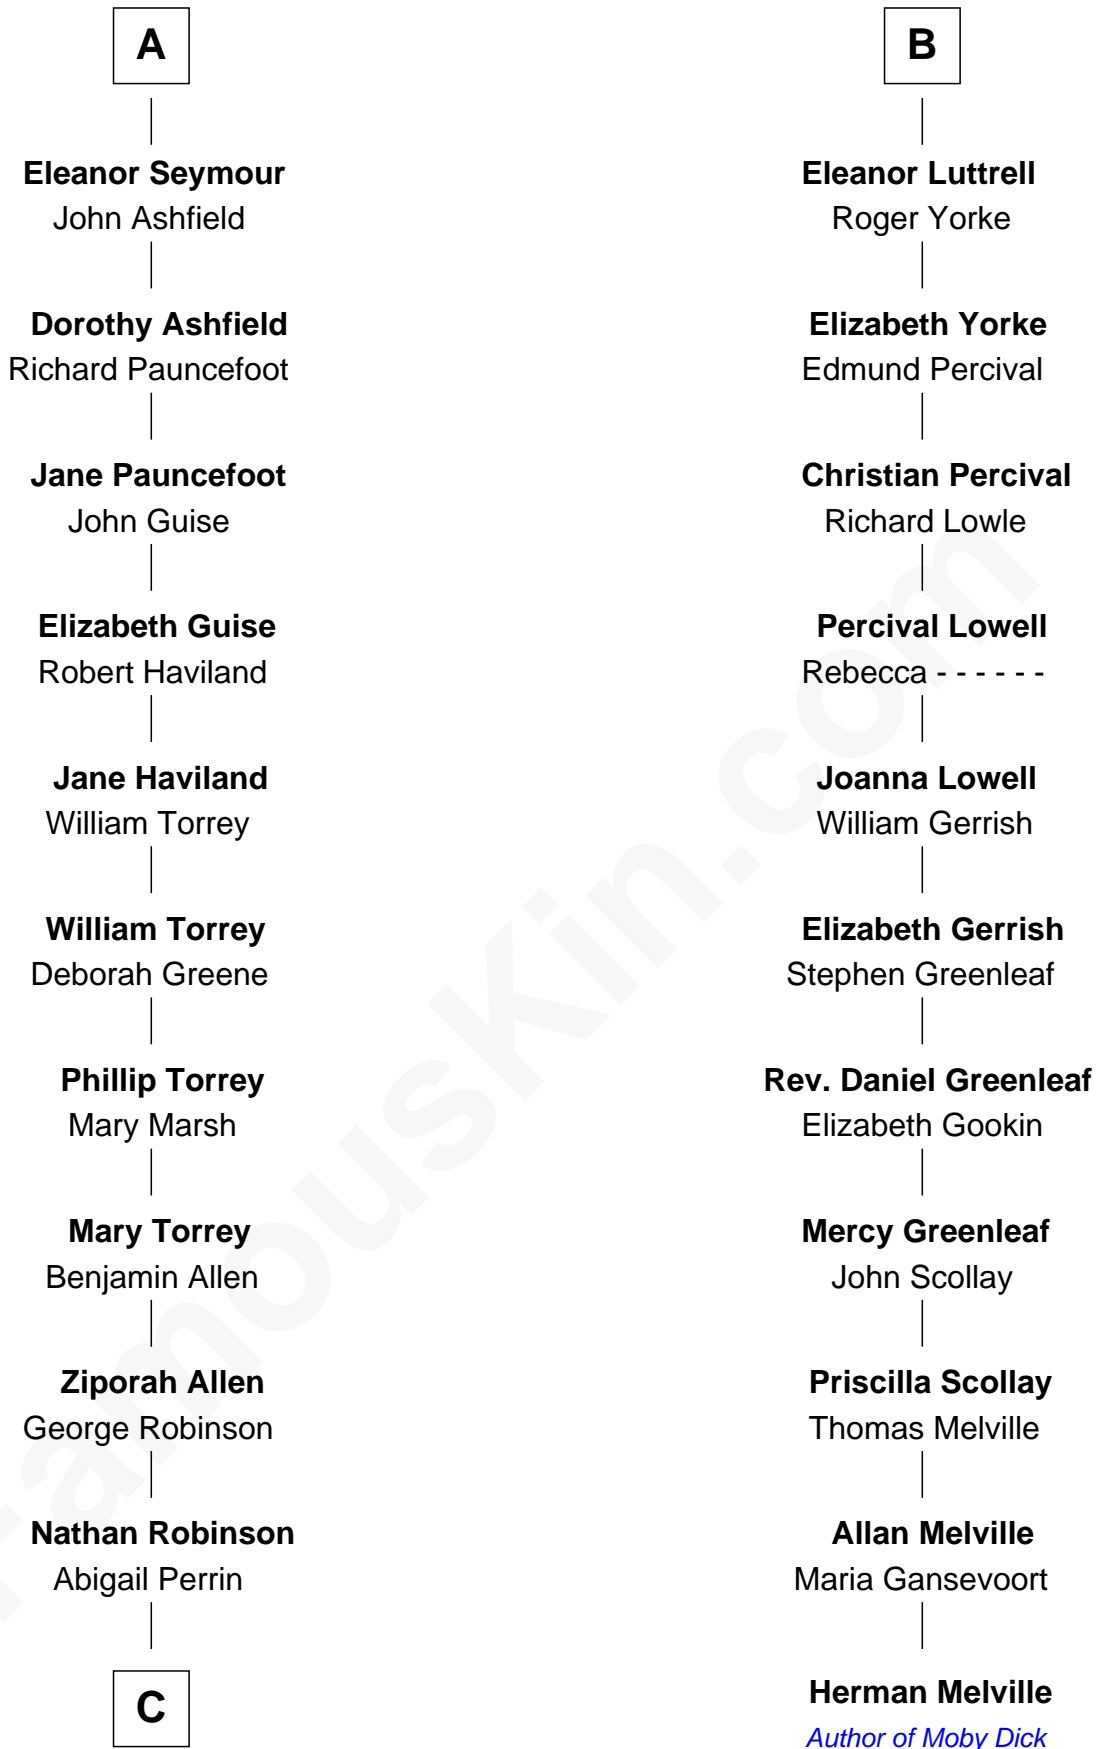 A
Eleanor Seymour
John Ashfield
Dorothy Ashfield
Richard Pauncefoot
Jane Pauncefoot
John Guise
Elizabeth Guise
Robert Haviland
Jane Haviland
William Torrey
William Torrey
Deborah Greene
Phillip Torrey
Mary Marsh
Mary Torrey
Benjamin Allen
Ziporah Allen
George Robinson
Nathan Robinson
Abigail Perrin
C
B
Eleanor Luttrell
Roger Yorke
Elizabeth Yorke
Edmund Percival
Christian Percival
Richard Lowle
Percival Lowell
Rebecca - - - - - -
Joanna Lowell
William Gerrish
Elizabeth Gerrish
Stephen Greenleaf
Rev. Daniel Greenleaf
Elizabeth Gookin
Mercy Greenleaf
John Scollay
Priscilla Scollay
Thomas Melville
Allan Melville
Maria Gansevoort
Herman Melville
Author of Moby Dick
FamousKin.com